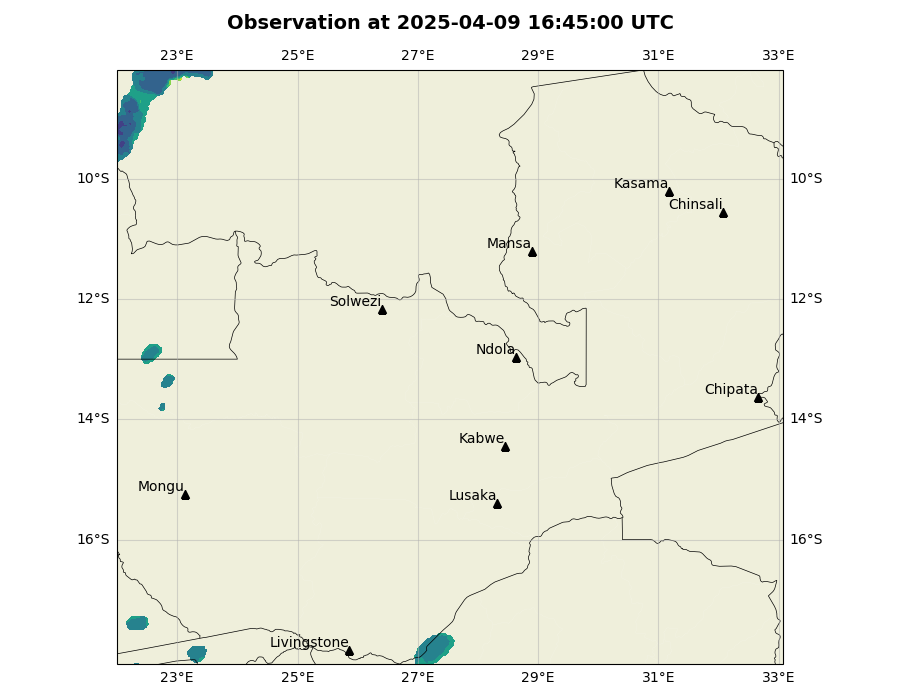 Observation at 2025-04-09 16:45:00 UTC
23°E 25°E 27°E 29°E 31°E 33°E
10°S 10°S
Kasama
Chinsali
Mansa
12°S 12°S
Solwezi
Ndola
Chipata
14°S 14°S
Kabwe
Mongu
Lusaka
16°S 16°S
Livingstone
23°E 25°E 27°E 29°E 31°E 33°E